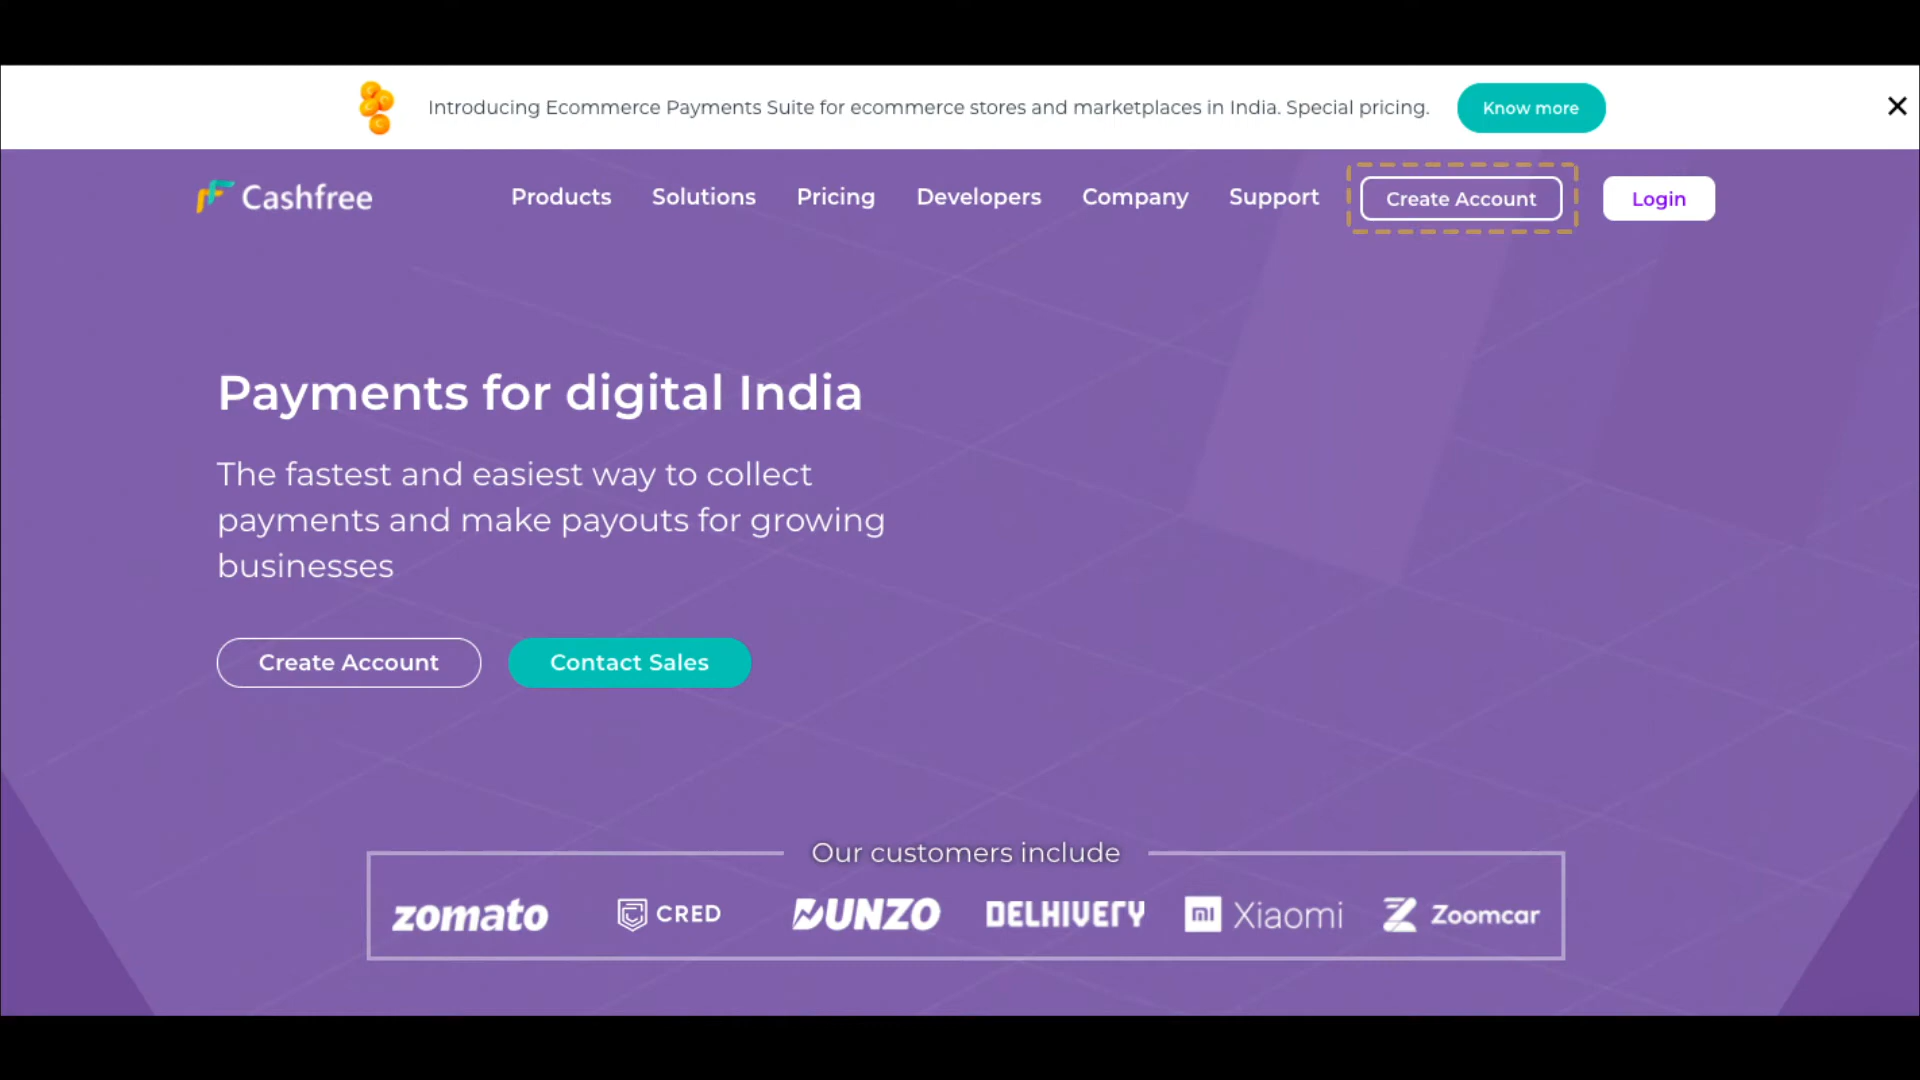 Introducing Ecommerce Payments Suite for ecommerce stores and marketplaces in India. Special pricing. Know more
Cashfree Products Solutions Pricing Developers Company Support Create Account Login
Payments for digital India
The fastest and easiest way to collect
payments and make payouts for growing
businesses
Create Account Contact Sales
Our customers include
zomato CRED DUNZO DELHIVERY mi Xiaomi Zoomcar